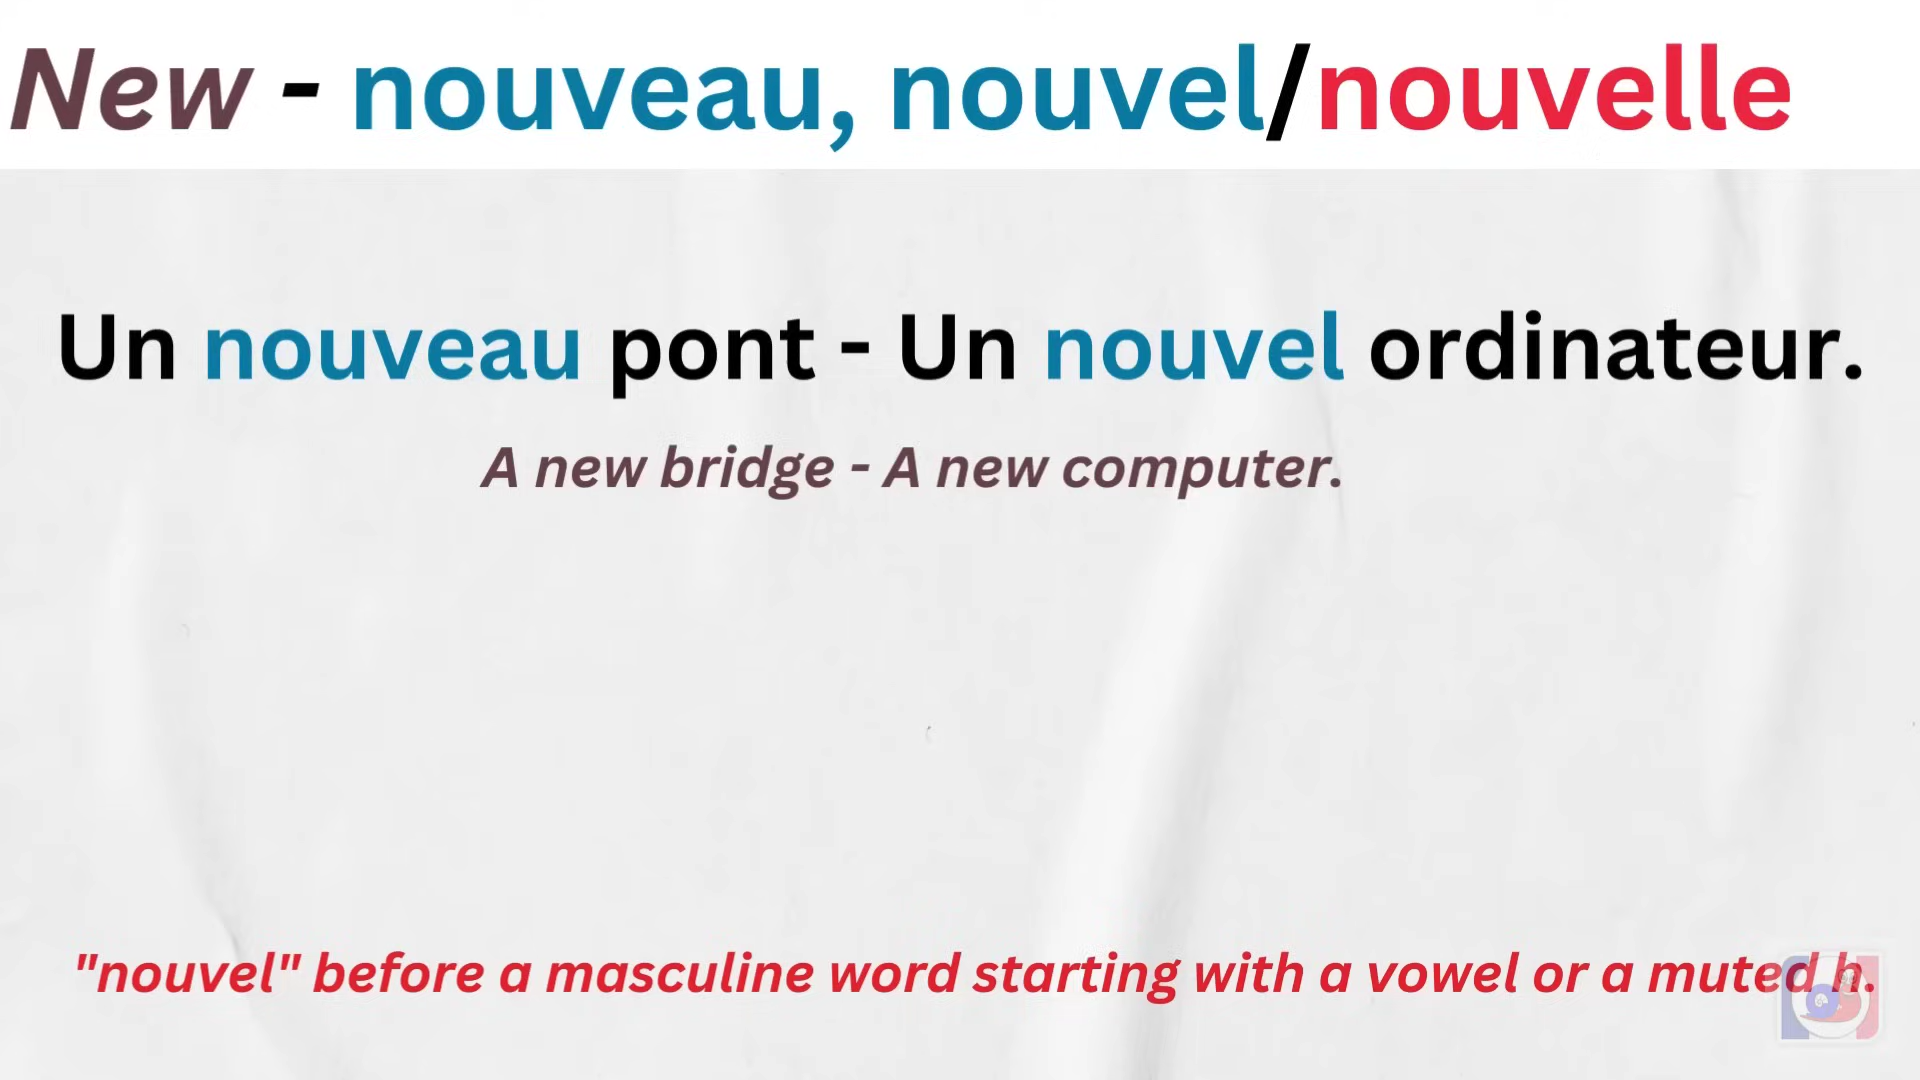 New - nouveau, nouvel/nouvelle
Un nouveau pont - Un nouvel ordinateur.
A new bridge - A new computer.
"nouvel" before a masculine word starting with a vowel or a muted h.